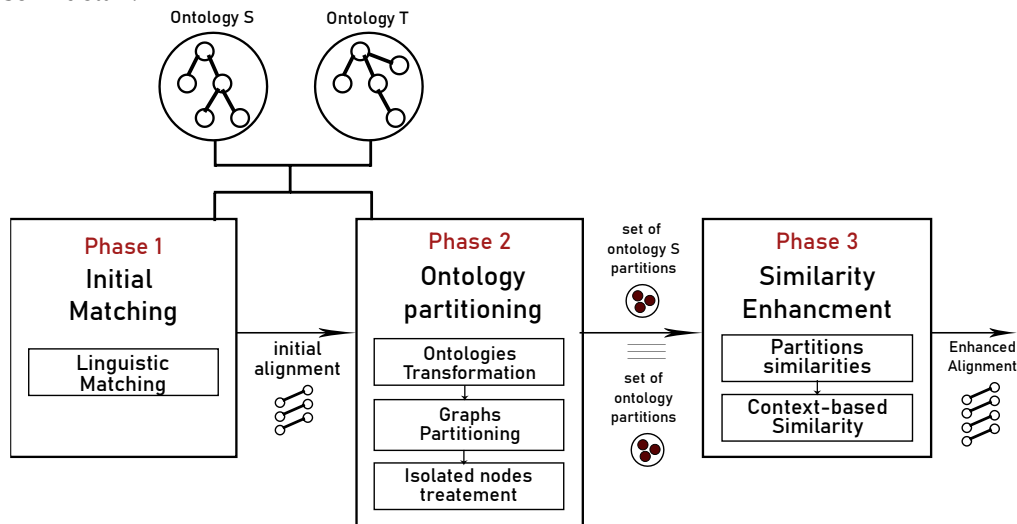 Ontology S
Ontology T
Phase 1
Initial
Matching
Linguistic
Matching
initial
alignment
Phase 2
Ontology
partitioning
Ontologies
Transformation
Graphs
Partitioning
Isolated nodes
treatement
set of
ontology S
partitions
set of
ontology
partitions
Phase 3
Similarity
Enhancment
Partitions
similarities
Context-based
Similarity
Enhanced
Alignment